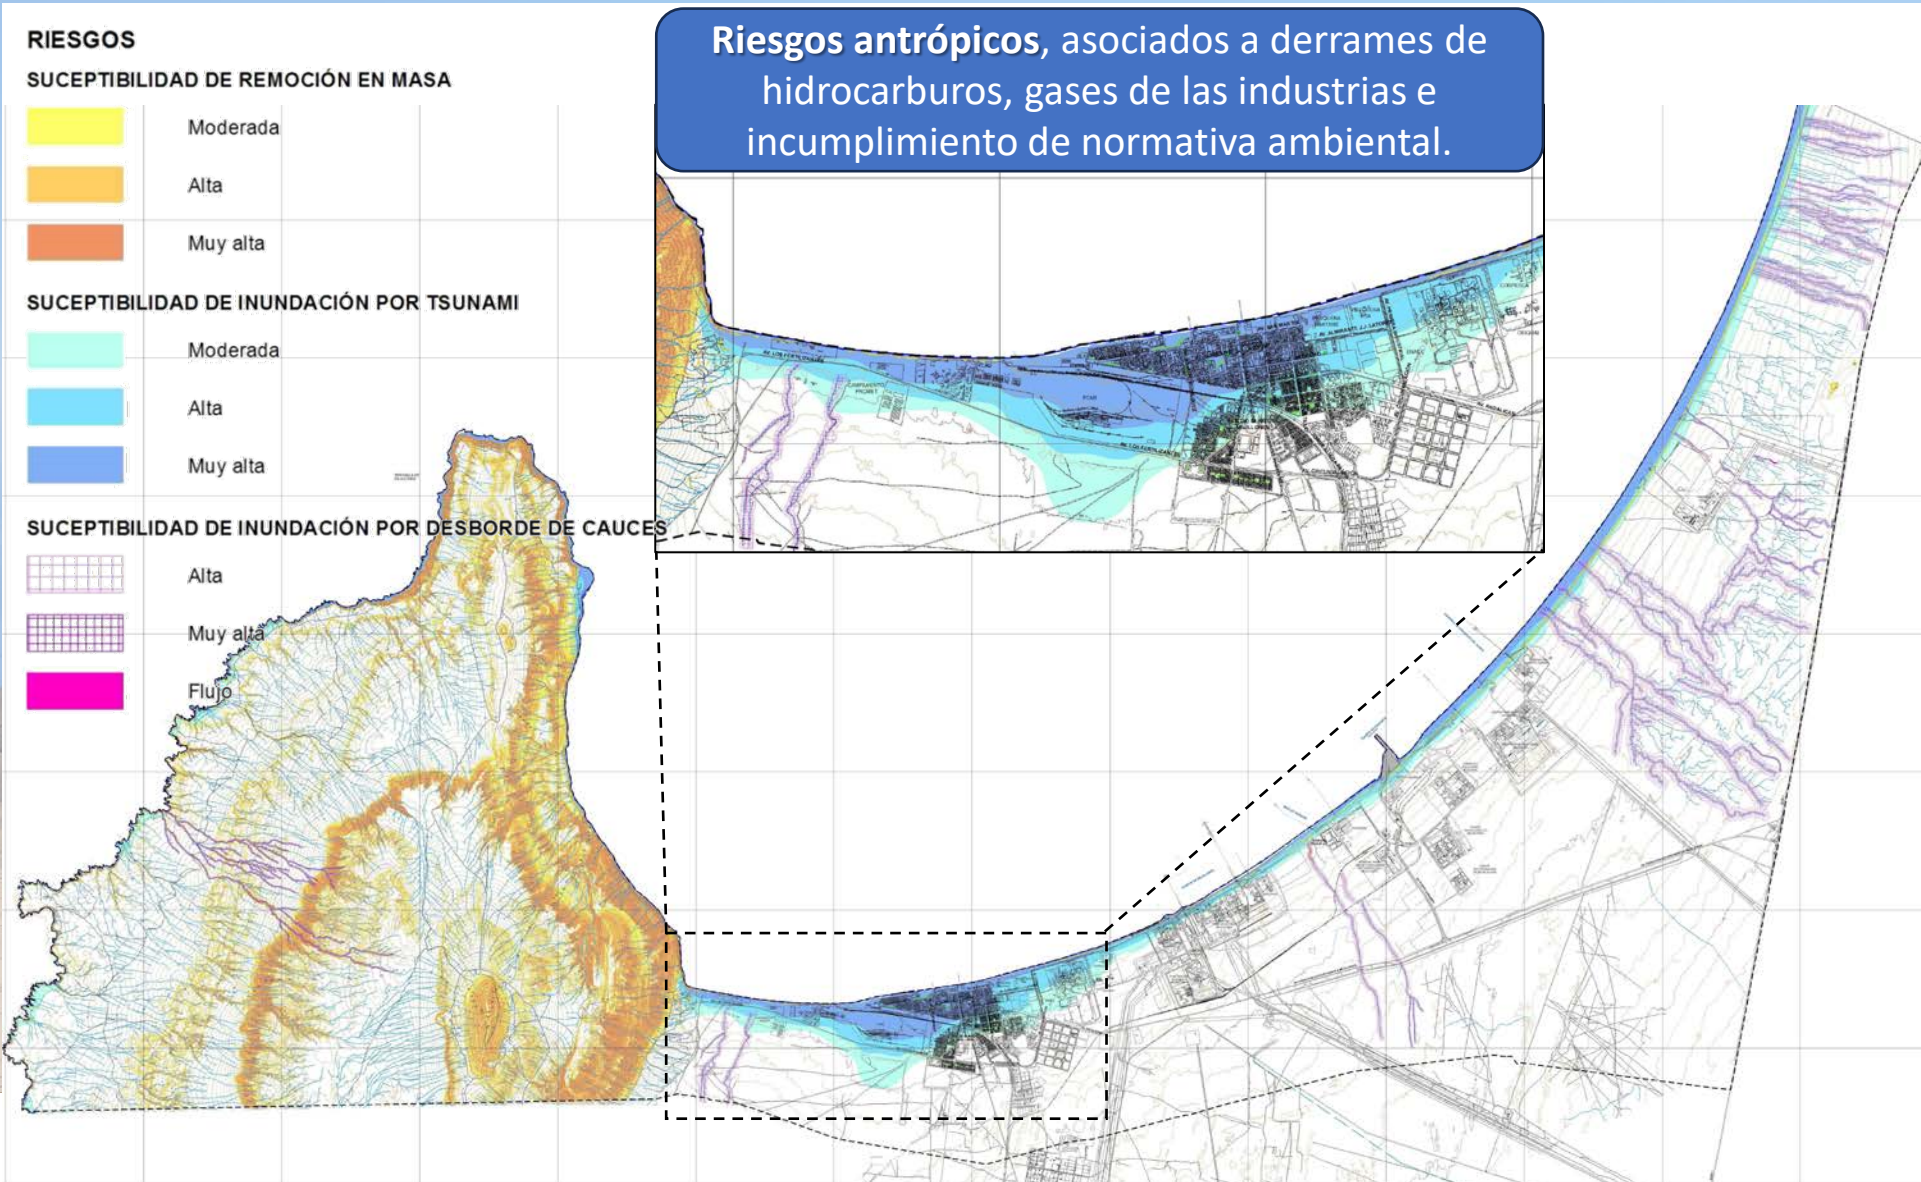 RIESGOS
SUCEPTIBILIDAD DE REMOCIÓN EN MASA
Moderada
Alta
Muy alta
SUCEPTIBILIDAD DE INUNDACIÓN POR TSUNAMI
Moderada
Alta
Muy alta
SUCEPTIBILIDAD DE INUNDACIÓN POR DESBORDE DE CAUCES
Alta
Muy alta
Flujo
Riesgos antrópicos, asociados a derrames de
hidrocarburos, gases de las industrias e
incumplimiento de normativa ambiental.